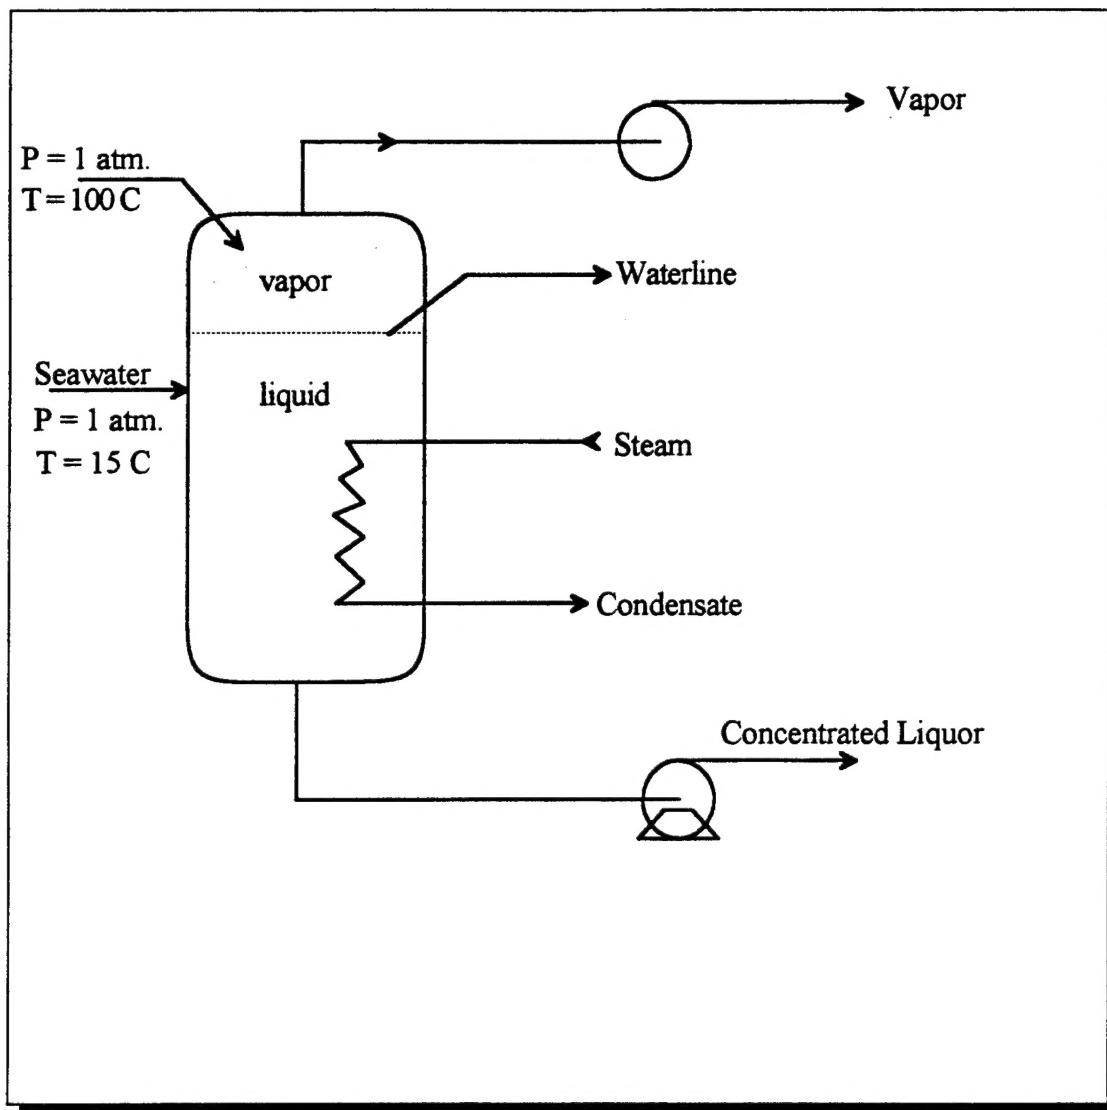 Vapor
P = 1 atm.
T = 100 C
vapor
Waterline
Seawater
liquid
P = 1 atm.
T = 15 C
Steam
Condensate
Concentrated Liquor